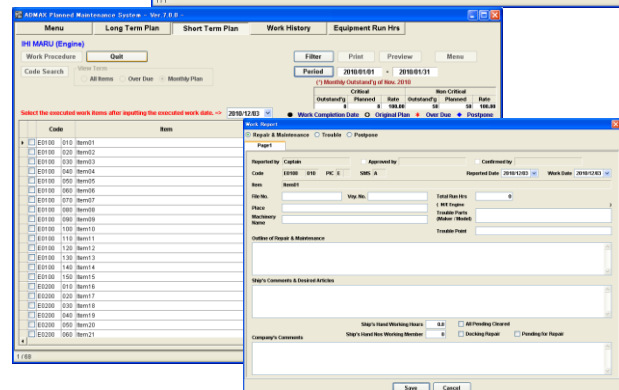 ADMAX Planned Maintenance System - Ver.7.0.0 -
Menu Long Term Plan Short Term Plan Work History Equipment Run Hrs
IHI MARU (Engine)
Work Procedure Quit Filter Print Preview Menu
Code Search View Term All Items Over Due Monthly Plan Period 2010/01/01 - 2010/01/31
(*) Monthly Outstand'g of Nov. 2010
Critical Non Critical
Outstand'g Planned Rate Outstand'g Planned Rate
0 100.00 50 50 100.00
Select the executed work items after inputting the executed work date. => 2010/12/03 Work Completion Date Original Plan Over Due Postpone
Code Item
E0100 010 Item01
E0100 020 Item02
E0100 030 Item03
E0100 040 Item04
E0100 050 Item05
E0100 060 Item06
E0100 070 Item07
E0100 080 Item08
E0100 090 Item09
E0100 100 Item10
E0100 110 Item11
E0100 120 Item12
E0100 130 Item13
E0100 140 Item14
E0100 150 Item15
E0200 010 Item16
E0200 020 Item17
E0200 030 Item18
E0200 040 Item19
E0200 050 Item20
E0200 060 Item21
1 / 68
Work Report
Repair & Maintenance Trouble Postpone
Page1
Reported by Captain Approved by Confirmed by
Code E0100 010 PIC X SMS A Reported Date 2010/12/03 Work Date 2010/12/03
Item Item01
File No. Voy. No. Total Run Hrs 0
Place ( M/E Engine )
Machinery Name Trouble Parts (Maker / Model)
Trouble Point
Outline of Repair & Maintenance
Ship's Comments & Desired Articles
Ship's Hand Working Hours 0.0 All Pending Cleared
Ship's Hand Nos Working Member 0 Docking Repair Pending for Repair
Company's Comments
Save Cancel